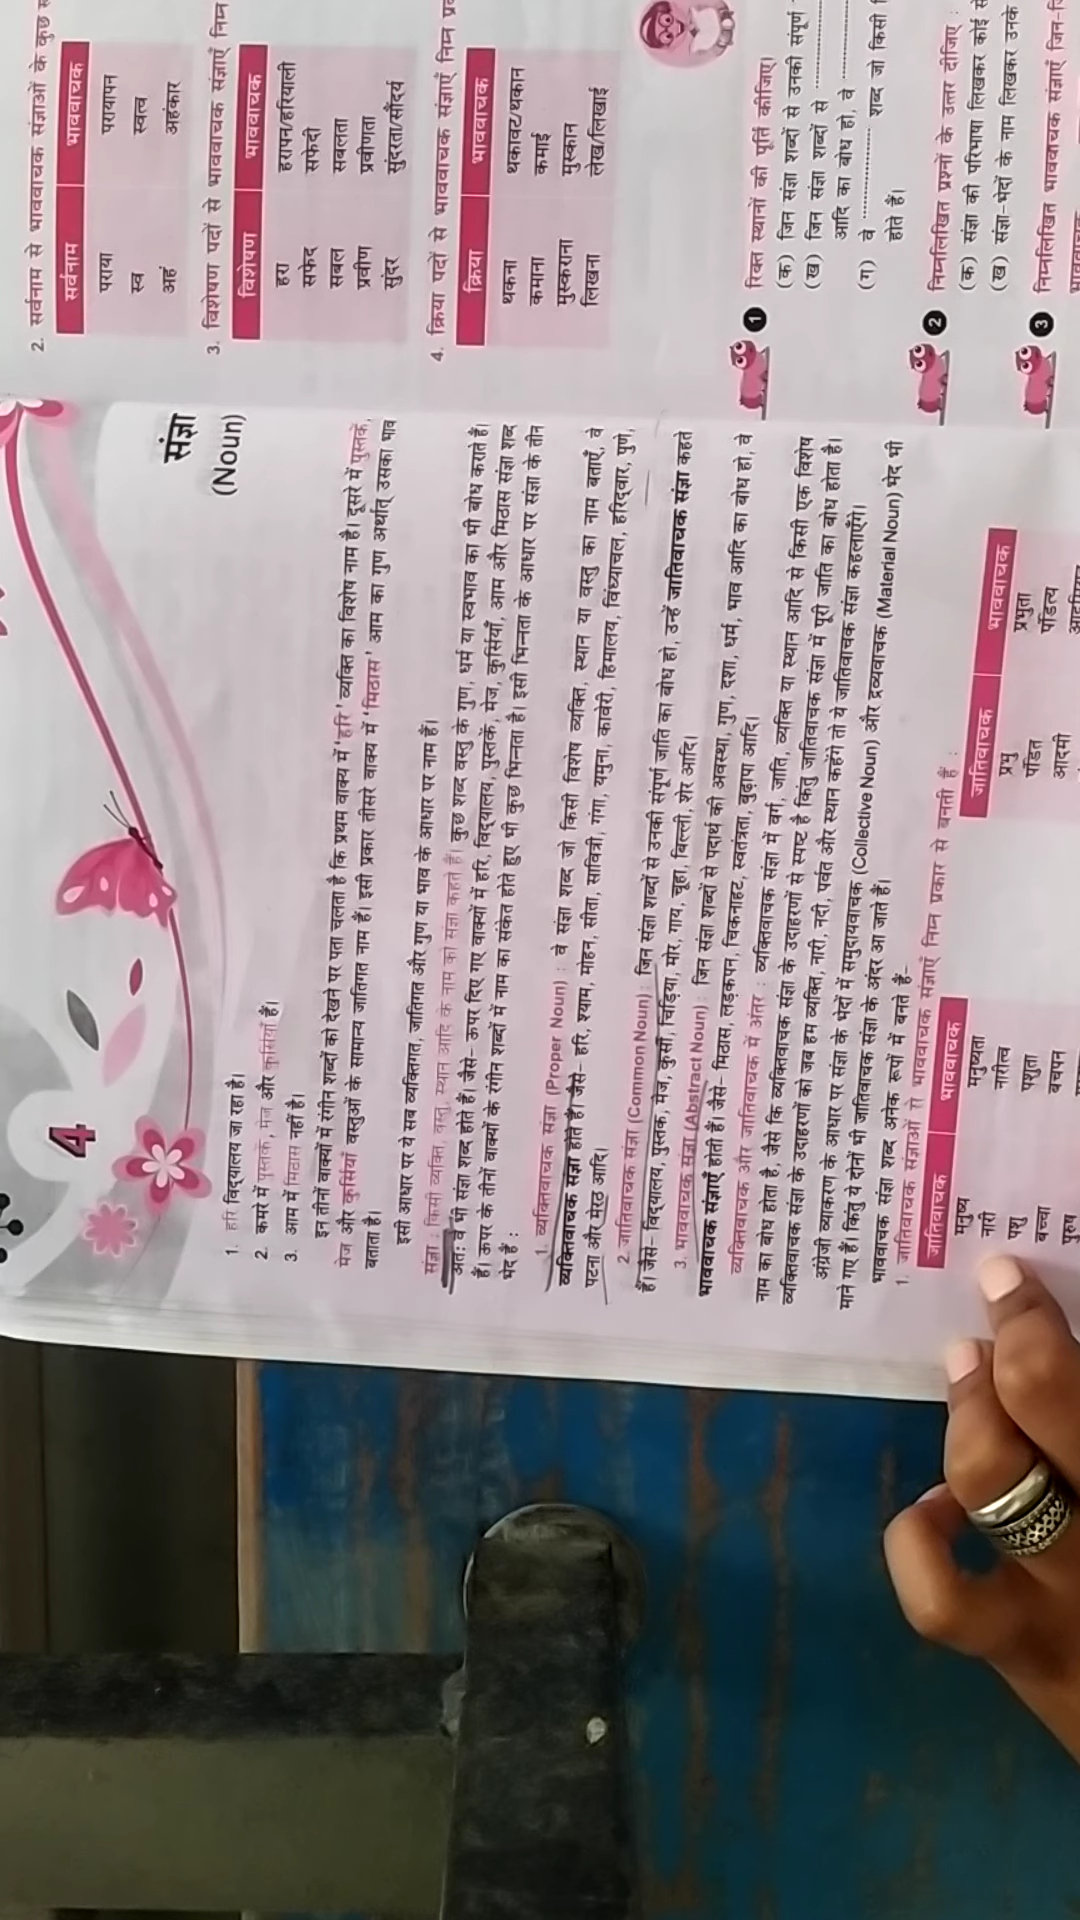 4
संज्ञा
(Noun)
1. हरि विद्यालय जा रहा है।
2. कमरे में पुस्तकें, मेज और कुर्सियाँ हैं।
3. आम में मिठास नहीं है।
इन तीनों वाक्यों में रंगीन शब्दों को देखने पर पता चलता है कि प्रथम वाक्य में 'हरि' व्यक्ति का विशेष नाम है। दूसरे में पुस्तकें,
मेज और कुर्सियाँ वस्तुओं के सामान्य जातिगत नाम हैं। इसी प्रकार तीसरे वाक्य में 'मिठास' आम का गुण अर्थात् उसका भाव
बताता है।
इसी आधार पर ये सब व्यक्तिगत, जातिगत और गुण या भाव के आधार पर नाम हैं।
संज्ञा : किसी व्यक्ति, वस्तु, स्थान आदि के नाम को संज्ञा कहते हैं। कुछ शब्द वस्तु के गुण, धर्म या स्वभाव का भी बोध कराते हैं।
अतः वे भी संज्ञा शब्द होते हैं। जैसे– ऊपर दिए गए वाक्यों में हरि, विद्यालय, पुस्तकें, मेज, कुर्सियाँ, आम और मिठास संज्ञा शब्द
हैं। ऊपर के तीनों वाक्यों के रंगीन शब्दों में नाम का संकेत होते हुए भी कुछ भिन्नता है। इसी भिन्नता के आधार पर संज्ञा के तीन
भेद हैं :
1. व्यक्तिवाचक संज्ञा (Proper Noun) : वे संज्ञा शब्द जो किसी विशेष व्यक्ति, स्थान या वस्तु का नाम बताएँ, वे
व्यक्तिवाचक संज्ञा होते हैं। जैसे– हरि, श्याम, मोहन, सीता, सावित्री, गंगा, यमुना, कावेरी, हिमालय, विंध्याचल, हरिद्वार, पुणे,
पटना और मेरठ आदि।
2. जातिवाचक संज्ञा (Common Noun) : जिन संज्ञा शब्दों से उनकी संपूर्ण जाति का बोध हो, उन्हें जातिवाचक संज्ञा कहते
हैं। जैसे– विद्यालय, पुस्तक, मेज, कुर्सी, चिड़िया, मोर, गाय, चूहा, बिल्ली, शेर आदि।
3. भाववाचक संज्ञा (Abstract Noun) : जिन संज्ञा शब्दों से पदार्थ की अवस्था, गुण, दशा, धर्म, भाव आदि का बोध हो, वे
भाववाचक संज्ञाएँ होती हैं। जैसे– मिठास, लड़कपन, चिकनाहट, स्वतंत्रता, बुढ़ापा आदि।
व्यक्तिवाचक और जातिवाचक में अंतर : व्यक्तिवाचक संज्ञा में वर्ग, जाति, व्यक्ति या स्थान आदि से किसी एक विशेष
नाम का बोध होता है, जैसे कि व्यक्तिवाचक संज्ञा के उदाहरणों से स्पष्ट है किंतु जातिवाचक संज्ञा में पूरी जाति का बोध होता है।
व्यक्तिवाचक संज्ञा के उदाहरणों को जब हम व्यक्ति, नारी, नदी, पर्वत और स्थान कहेंगे तो ये जातिवाचक संज्ञा कहलाएँगे।
अंग्रेजी व्याकरण के आधार पर संज्ञा के भेदों में समुदायवाचक (Collective Noun) और द्रव्यवाचक (Material Noun) भेद भी
माने गए हैं। किंतु ये दोनों भी जातिवाचक संज्ञा के अंदर आ जाते हैं।
भाववाचक संज्ञा शब्द अनेक रूपों में बनते हैं–
1. जातिवाचक संज्ञाओं से भाववाचक संज्ञाएँ निम्न प्रकार से बनती हैं :
जातिवाचक भाववाचक जातिवाचक भाववाचक
मनुष्य मनुष्यता प्रभु प्रभुता
नारी नारीत्व पंडित पांडित्य
पशु पशुता आदमी
बच्चा बचपन
पुरुष
2. सर्वनाम से भाववाचक संज्ञाओं के कुछ
सर्वनाम भाववाचक
पराया परायापन
स्व स्वत्व
अहं अहंकार
3. विशेषण पदों से भाववाचक संज्ञाएँ निम्न
विशेषण भाववाचक
हरा हरापन/हरियाली
सफेद सफेदी
सबल सबलता
प्रवीण प्रवीणता
सुंदर सुंदरता/सौंदर्य
4. क्रिया पदों से भाववाचक संज्ञाएँ निम्न
क्रिया भाववाचक
थकना थकावट/थकान
कमाना कमाई
मुस्कराना मुस्कान
लिखना लेख/लिखाई
1 रिक्त स्थानों की पूर्ति कीजिए।
(क) जिन संज्ञा शब्दों से उनकी संपूर्ण
(ख) जिन संज्ञा शब्दों से ............
आदि का बोध हो, वे ............
(ग) वे ............ शब्द जो किसी
होते हैं।
2 निम्नलिखित प्रश्नों के उत्तर दीजिए :
(क) संज्ञा की परिभाषा लिखकर कोई
(ख) संज्ञा-भेदों के नाम लिखकर उनके
3 निम्नलिखित भाववाचक संज्ञाएँ